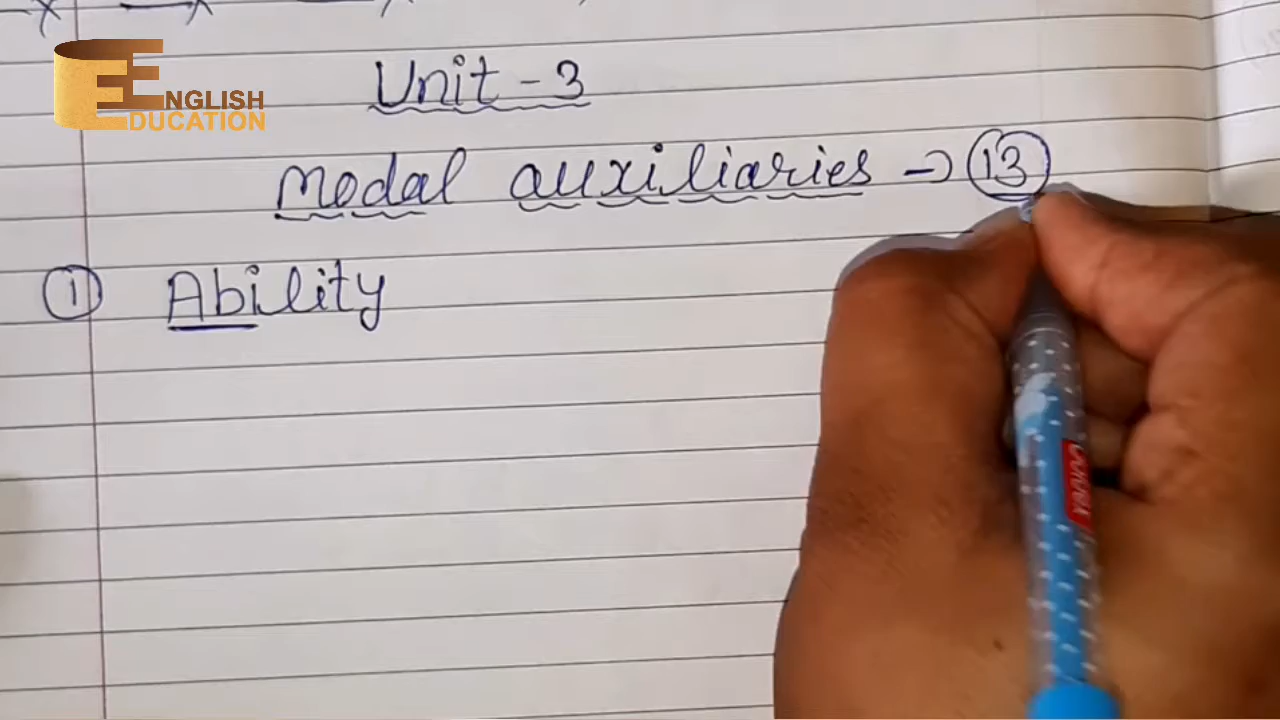 ENGLISH
EDUCATION
Unit - 3
Modal auxiliaries → 13
1 Ability